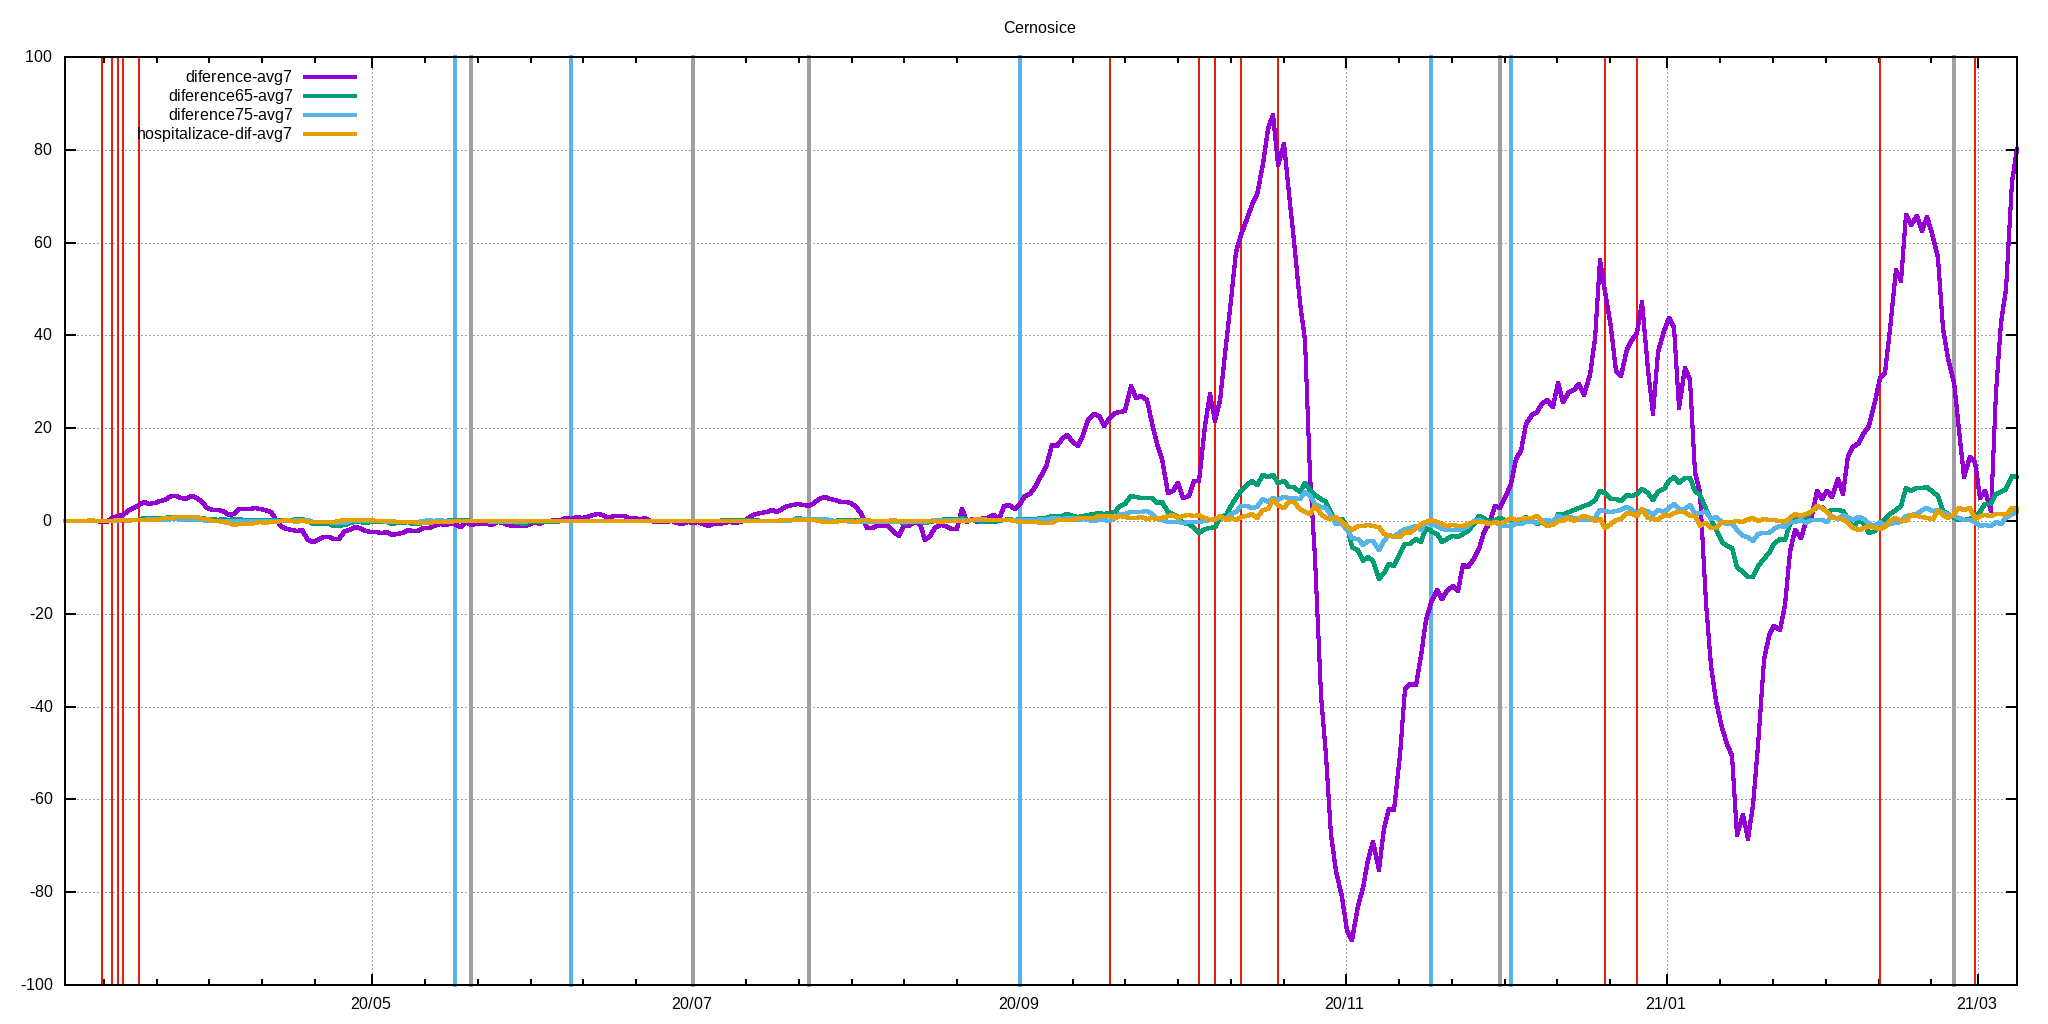 Cernosice
100
80
60
40
20
0
-20
-40
-60
-80
-100
diference-avg7
diference65-avg7
diference75-avg7
hospitalizace-dif-avg7
20/05 20/07 20/09 20/11 21/01 21/03